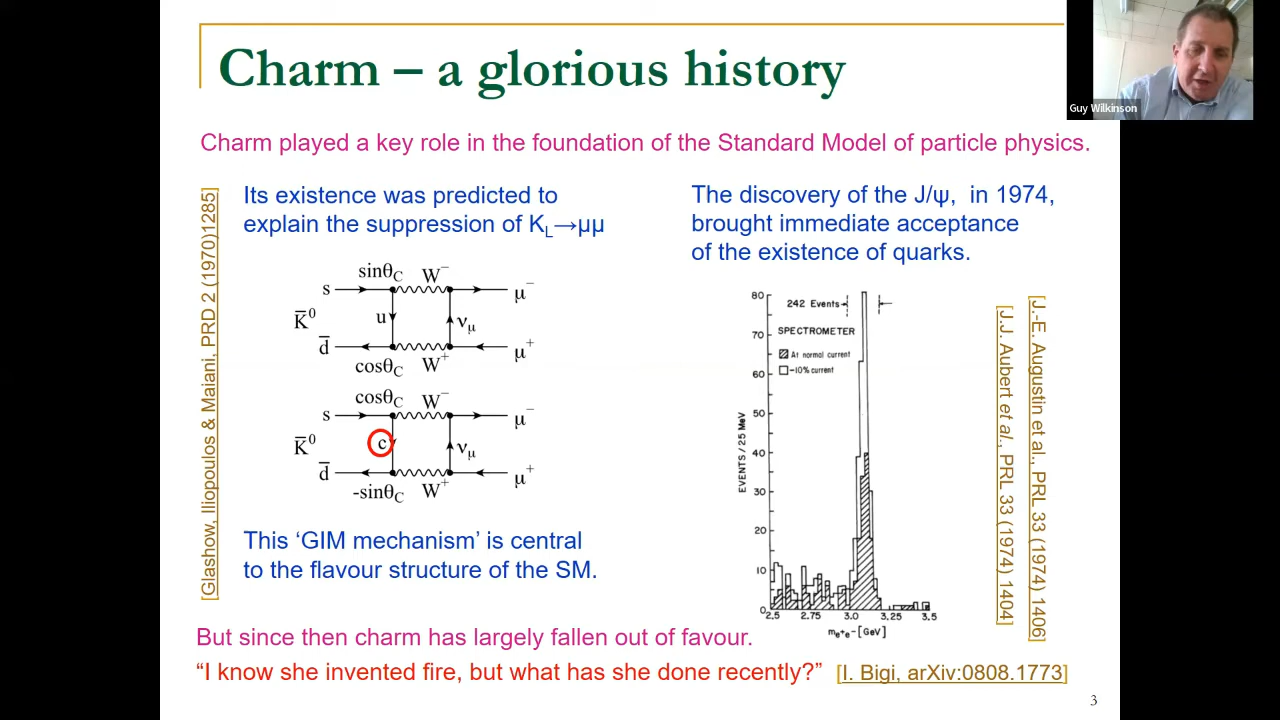 Charm – a glorious history
Guy Wilkinson
Charm played a key role in the foundation of the Standard Model of particle physics.
[Glashow, Iliopoulos & Maiani, PRD 2 (1970)1285]
Its existence was predicted to
explain the suppression of K_L→μμ
sinθ_C W⁻
s μ⁻
K̄⁰ u ν_μ
d̄ μ⁺
cosθ_C W⁺
cosθ_C W⁻
s μ⁻
K̄⁰ c ν_μ
d̄ μ⁺
-sinθ_C W⁺
This ‘GIM mechanism’ is central
to the flavour structure of the SM.
The discovery of the J/ψ, in 1974,
brought immediate acceptance
of the existence of quarks.
80
70
60
50
40
30
20
10
0
EVENTS / 25 MeV
242 Events
SPECTROMETER
At normal current
-10% current
2.5 2.75 3.0 3.25 3.5
m_e+e- [GeV]
[J.J. Aubert et al., PRL 33 (1974) 1404]
[J.-E. Augustin et al., PRL 33 (1974) 1406]
But since then charm has largely fallen out of favour.
“I know she invented fire, but what has she done recently?” [I. Bigi, arXiv:0808.1773]
3